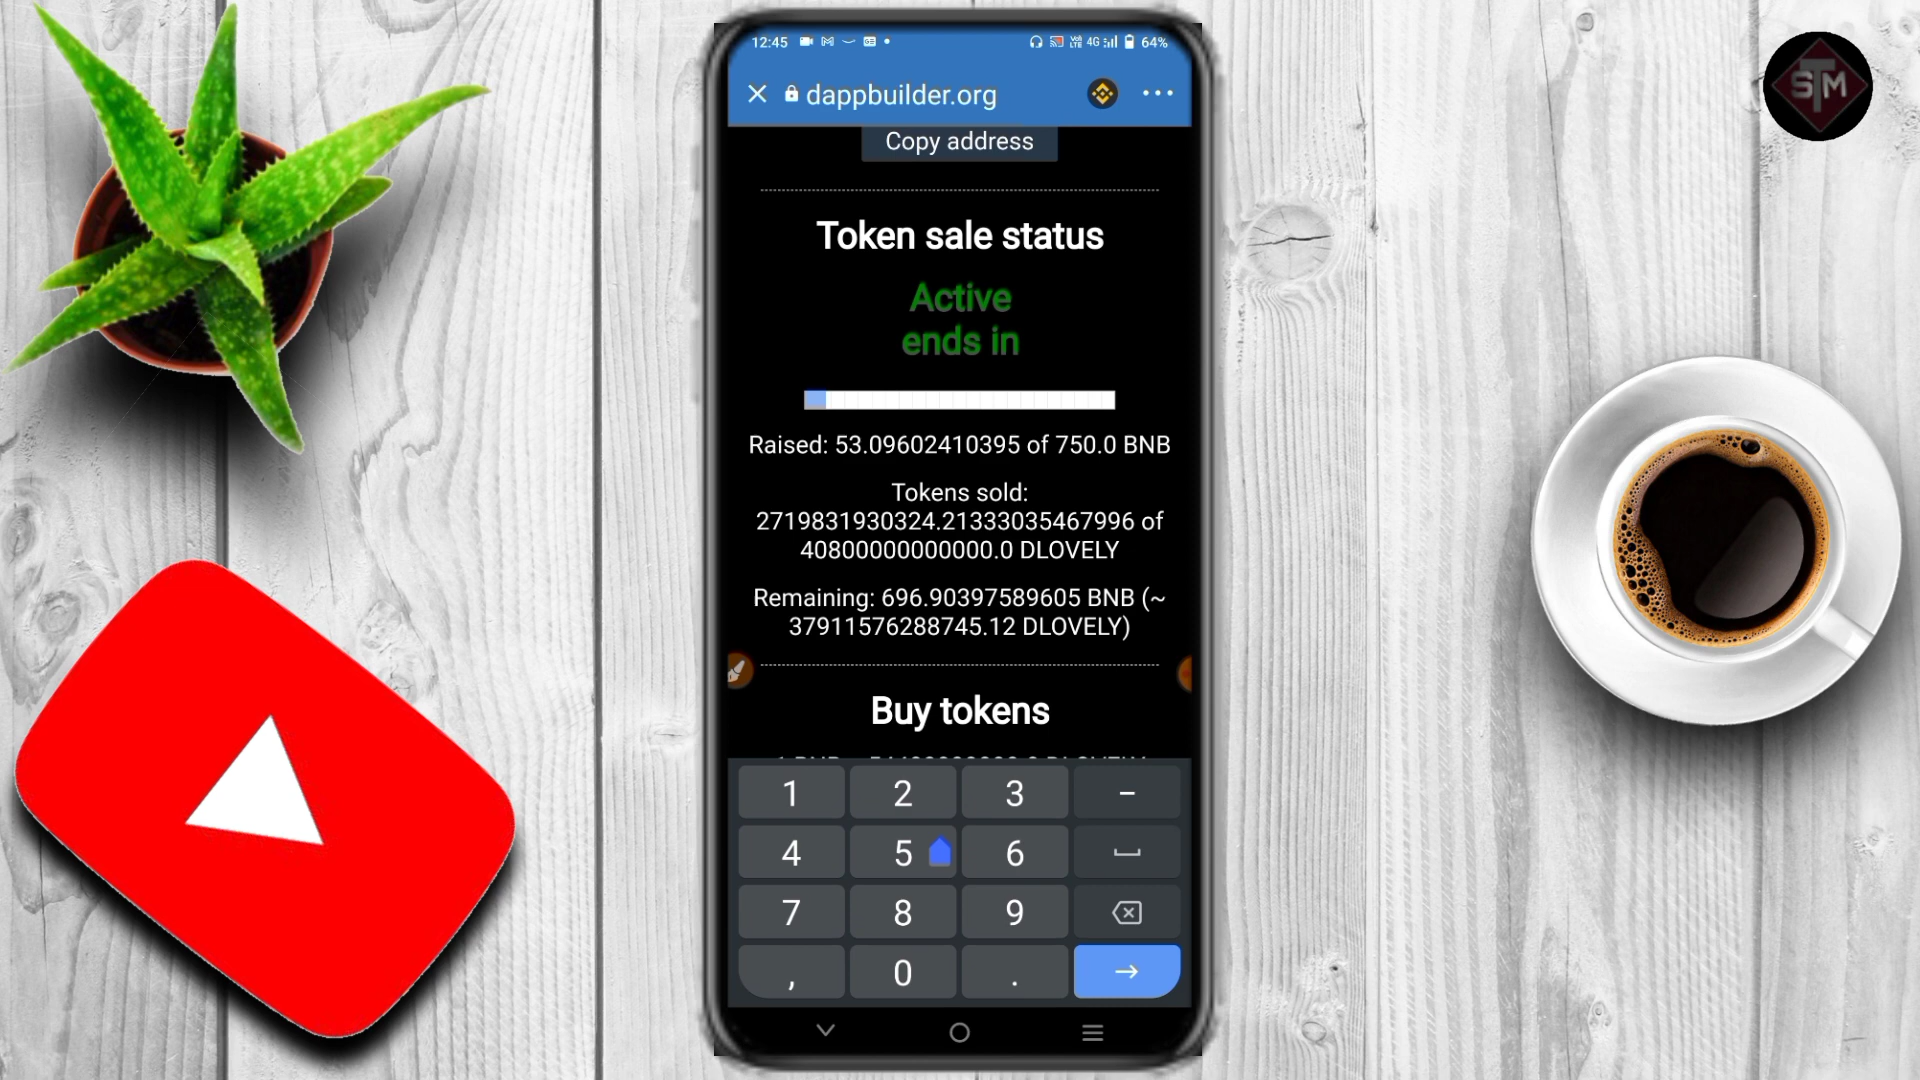 12:45
4G 64%
dappbuilder.org
Copy address
Token sale status
Active
ends in
Raised: 53.09602410395 of 750.0 BNB
Tokens sold:
2719831930324.21333035467996 of
40800000000000.0 DLOVELY
Remaining: 696.90397589605 BNB (~
37911576288745.12 DLOVELY)
Buy tokens
1 2 3 -
4 5 6
7 8 9
, 0 .
STM